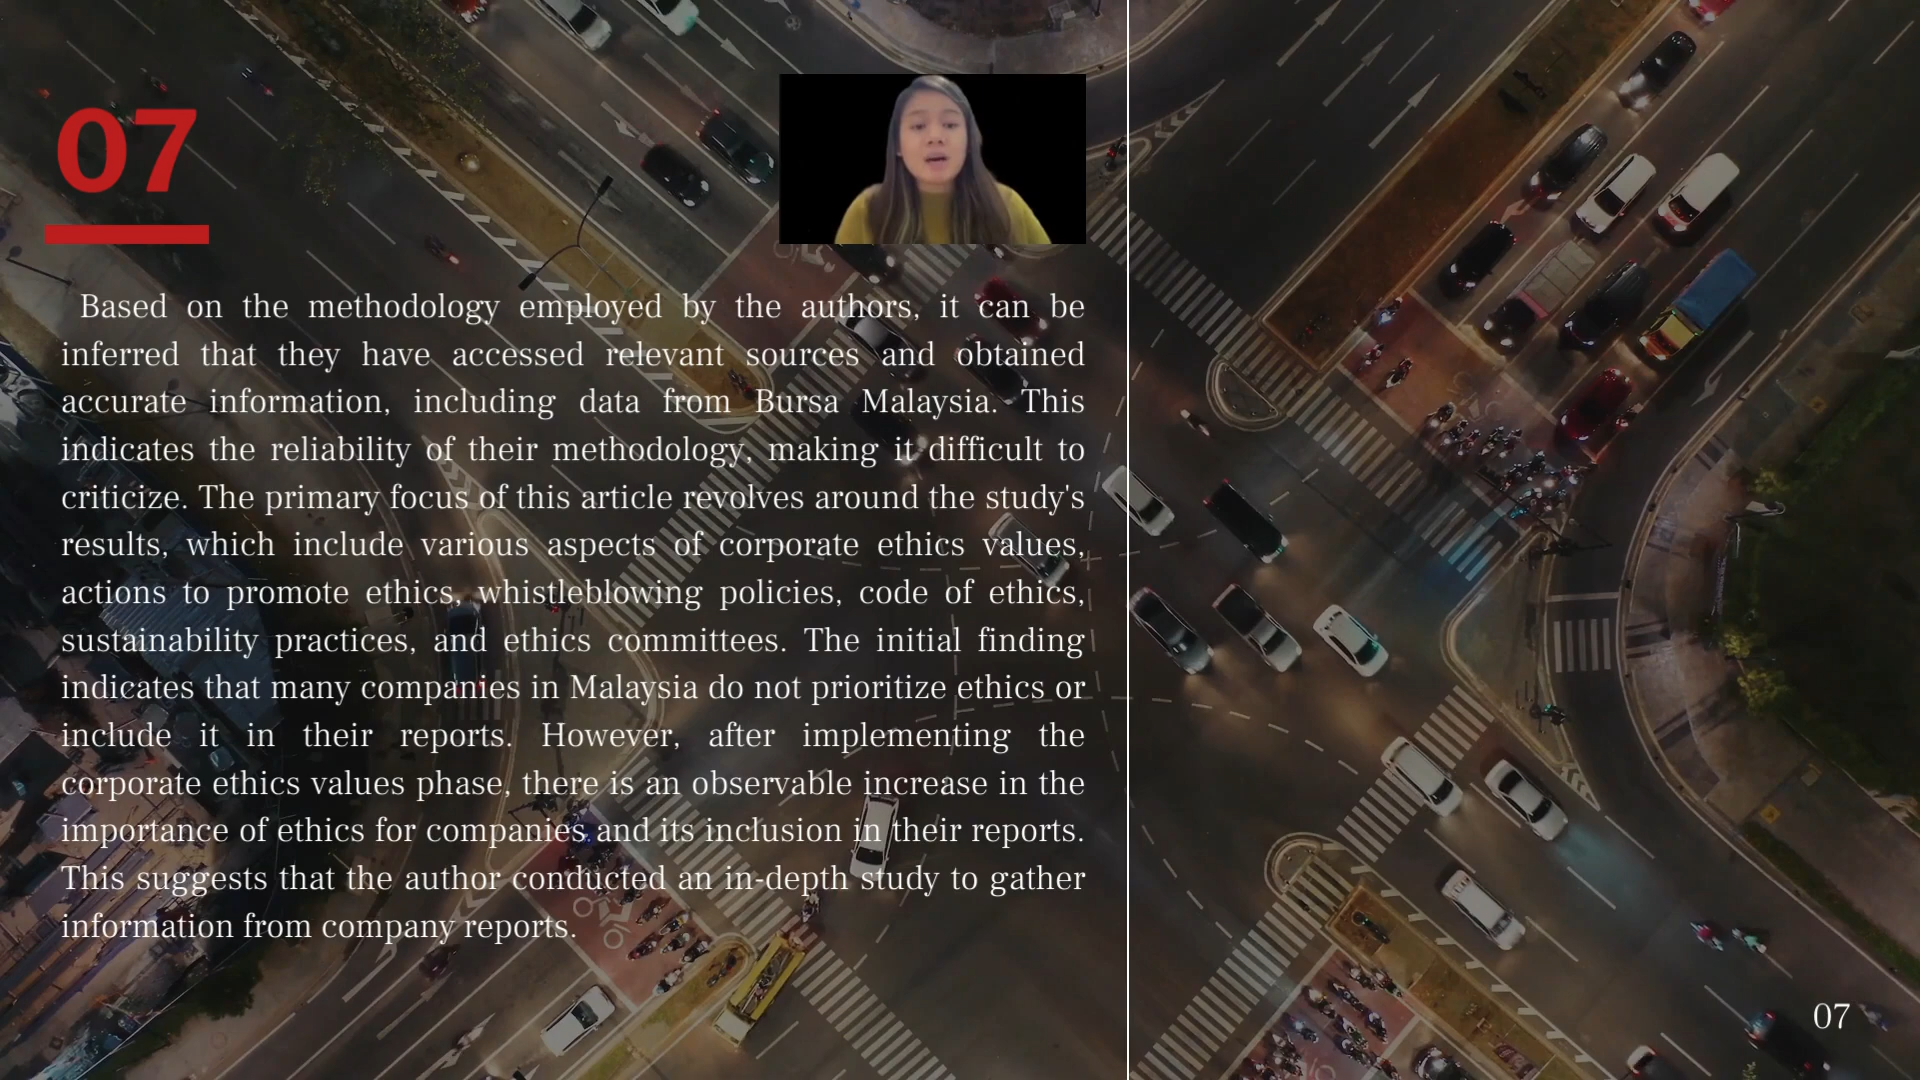 07
Based on the methodology employed by the authors, it can be
inferred that they have accessed relevant sources and obtained
accurate information, including data from Bursa Malaysia. This
indicates the reliability of their methodology, making it difficult to
criticize. The primary focus of this article revolves around the study's
results, which include various aspects of corporate ethics values,
actions to promote ethics, whistleblowing policies, code of ethics,
sustainability practices, and ethics committees. The initial finding
indicates that many companies in Malaysia do not prioritize ethics or
include it in their reports. However, after implementing the
corporate ethics values phase, there is an observable increase in the
importance of ethics for companies and its inclusion in their reports.
This suggests that the author conducted an in-depth study to gather
information from company reports.
07